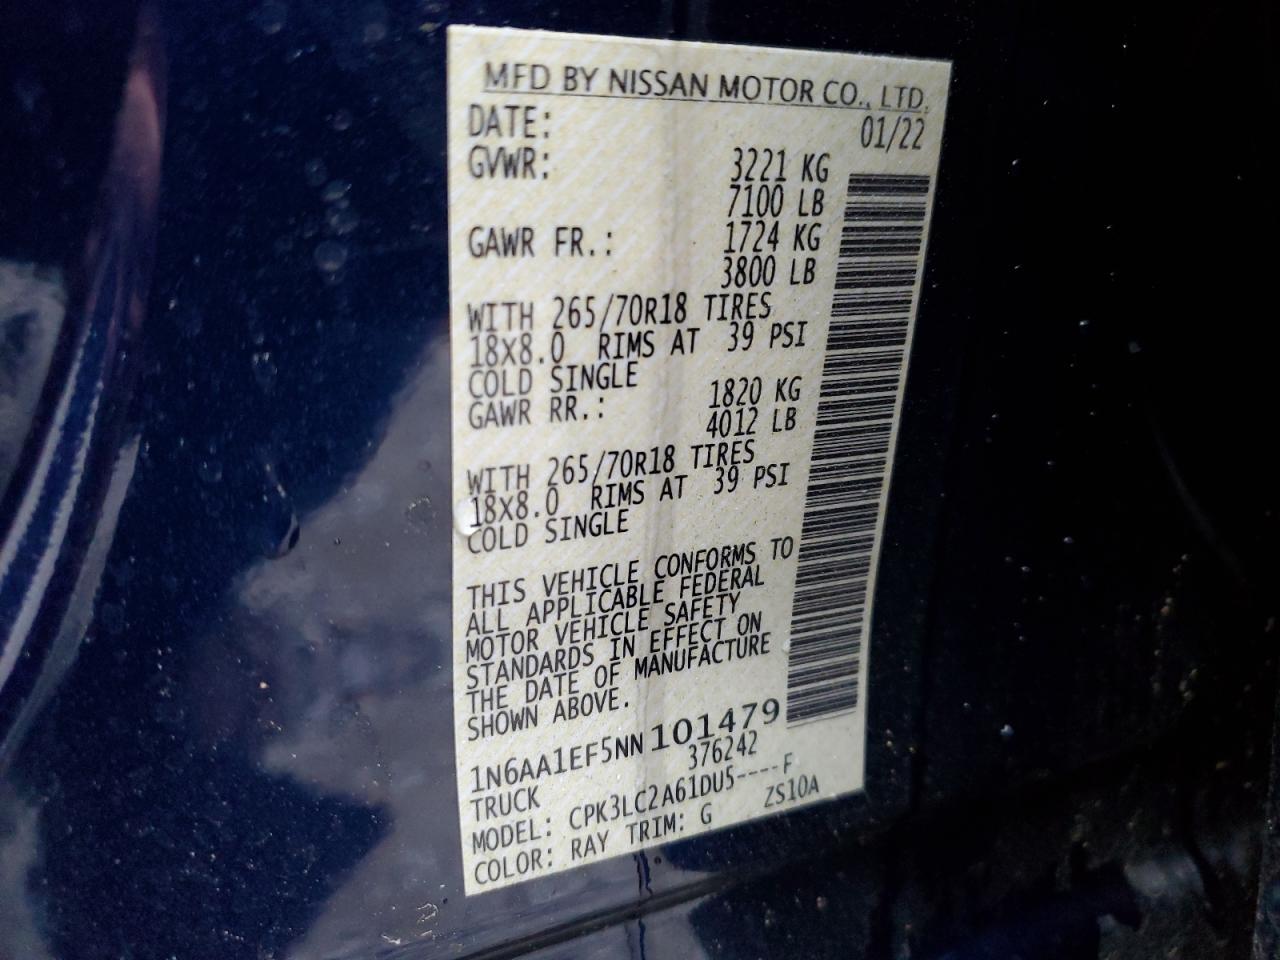 MFD BY NISSAN MOTOR CO., LTD.
DATE: 01/22
GVWR: 3221 KG
7100 LB
GAWR FR.: 1724 KG
3800 LB
WITH 265/70R18 TIRES
18X8.0 RIMS AT 39 PSI
COLD SINGLE
GAWR RR.: 1820 KG
4012 LB
WITH 265/70R18 TIRES
18X8.0 RIMS AT 39 PSI
COLD SINGLE
THIS VEHICLE CONFORMS TO
ALL APPLICABLE FEDERAL
MOTOR VEHICLE SAFETY
STANDARDS IN EFFECT ON
THE DATE OF MANUFACTURE
SHOWN ABOVE.
1N6AA1EF5NN101479
TRUCK 376242
MODEL: CPK3LC2A61DU5----F
COLOR: RAY TRIM: G ZS10A